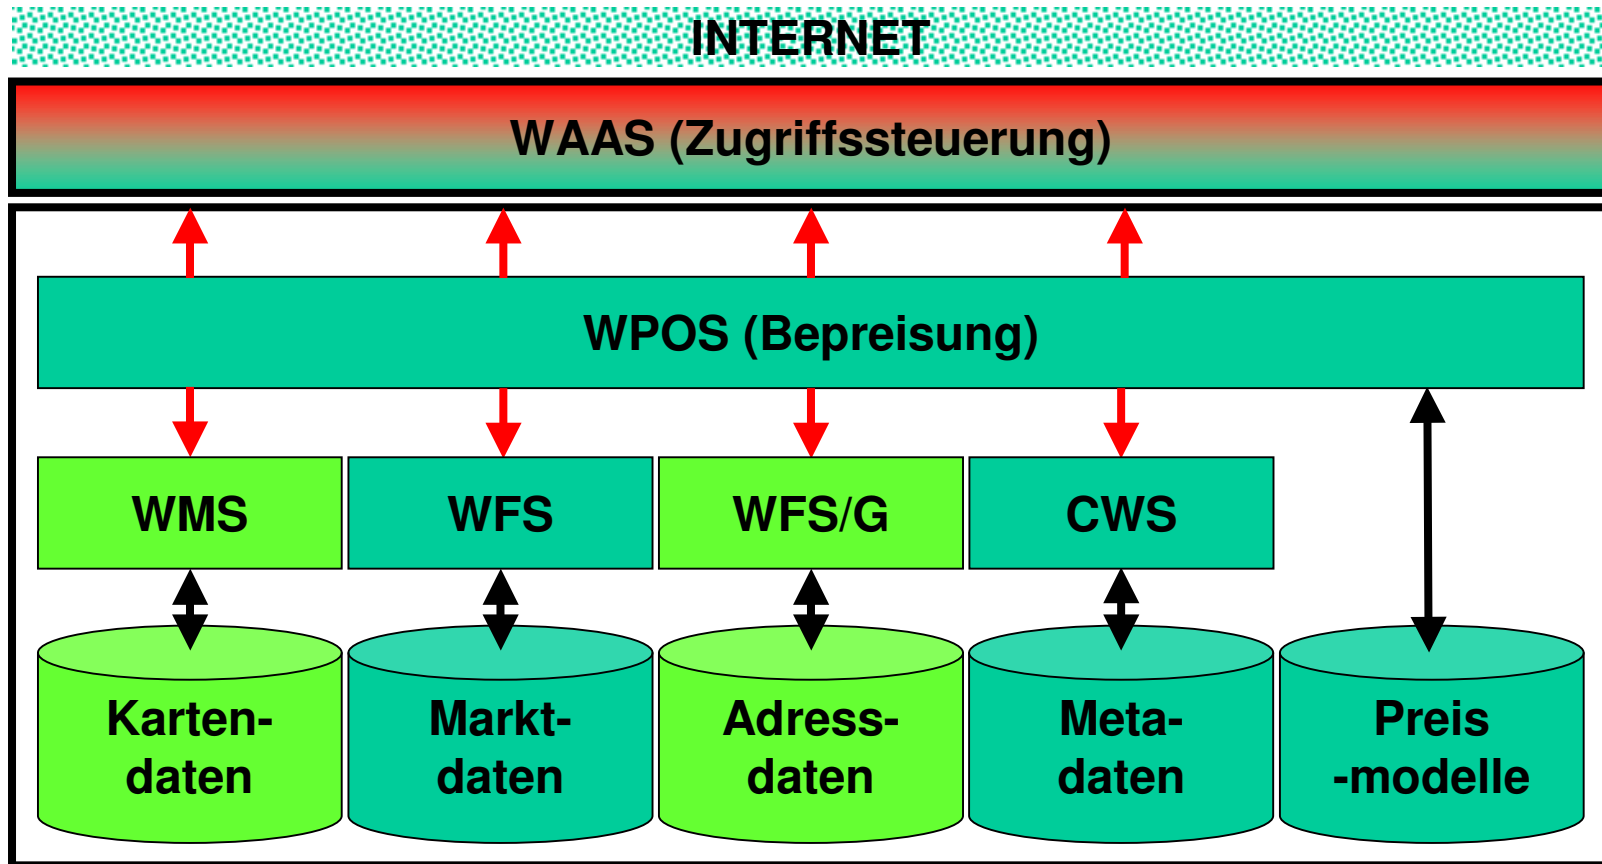 INTERNET
WAAS (Zugriffssteuerung)
WPOS (Bepreisung)
WMS
WFS
WFS/G
CWS
Karten-
daten
Markt-
daten
Adress-
daten
Meta-
daten
Preis
-modelle